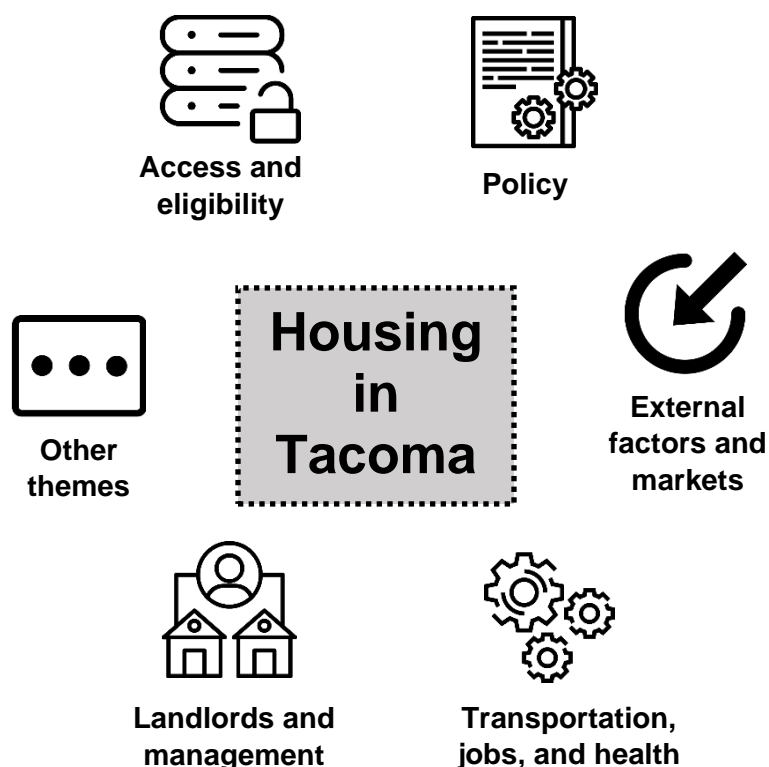 Access and
eligibility
Policy
Housing
in
Tacoma
External
factors and
markets
Other
themes
Landlords and
management
Transportation,
jobs, and health